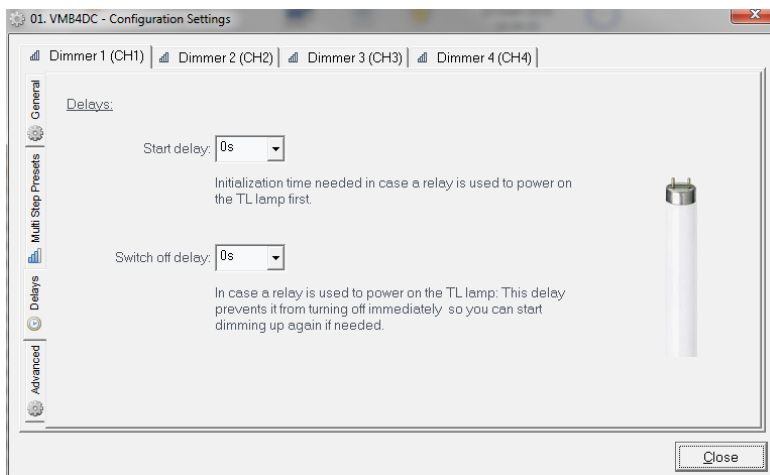 01. VMB4DC - Configuration Settings
Dimmer 1 (CH1)
Dimmer 2 (CH2)
Dimmer 3 (CH3)
Dimmer 4 (CH4)
General
Multi Step Presets
Delays
Advanced
Delays:
Start delay: 0s
Initialization time needed in case a relay is used to power on
the TL lamp first.
Switch off delay: 0s
In case a relay is used to power on the TL lamp: This delay
prevents it from turning off immediately so you can start
dimming up again if needed.
Close